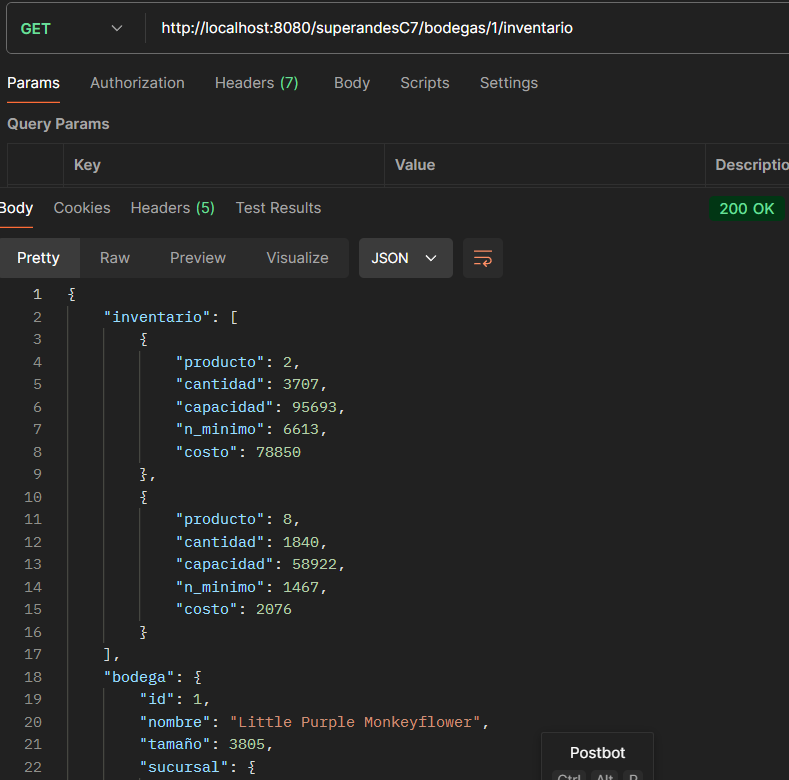 GET http://localhost:8080/superandesC7/bodegas/1/inventario
Params Authorization Headers (7) Body Scripts Settings
Query Params
Key Value Descriptio
Body Cookies Headers (5) Test Results 200 OK
Pretty Raw Preview Visualize JSON
1 {
2 "inventario": [
3 {
4 "producto": 2,
5 "cantidad": 3707,
6 "capacidad": 95693,
7 "n_minimo": 6613,
8 "costo": 78850
9 },
10 {
11 "producto": 8,
12 "cantidad": 1840,
13 "capacidad": 58922,
14 "n_minimo": 1467,
15 "costo": 2076
16 }
17 ],
18 "bodega": {
19 "id": 1,
20 "nombre": "Little Purple Monkeyflower",
21 "tamaño": 3805,
22 "sucursal": {
Postbot
Ctrl Alt P